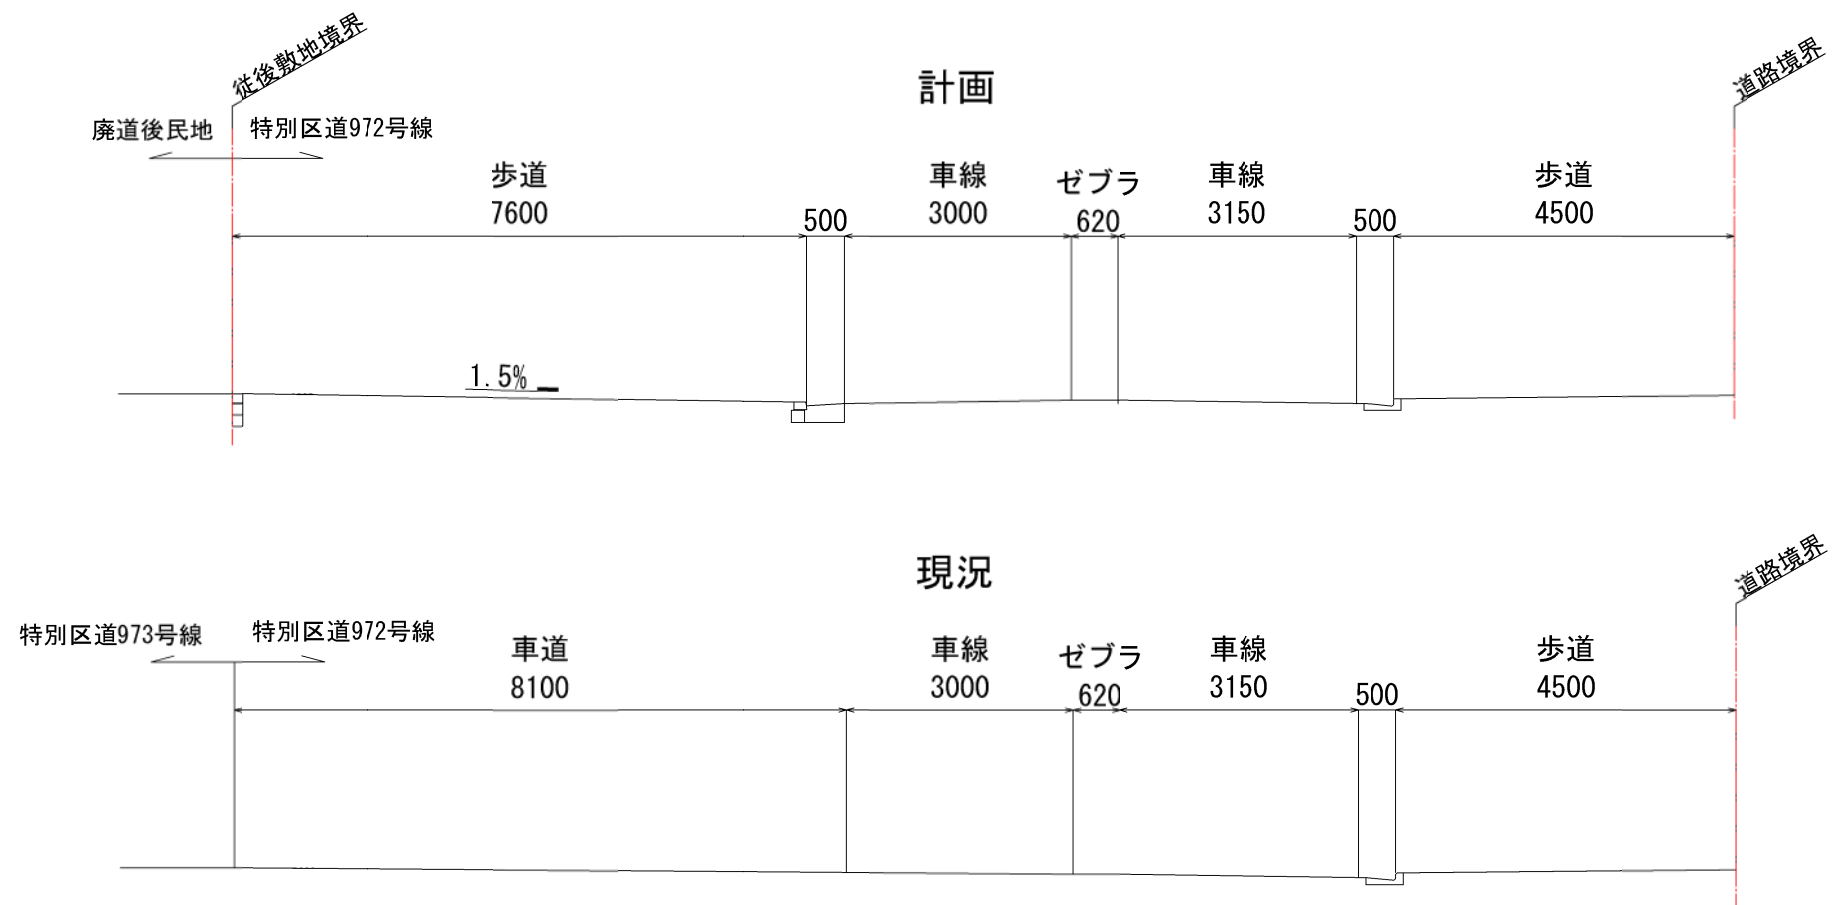 計画
従後敷地境界
道路境界
廃道後民地
特別区道972号線
歩道
7600
500
車線
3000
ゼブラ
620
車線
3150
500
歩道
4500
1.5%
現況
道路境界
特別区道973号線
特別区道972号線
車道
8100
車線
3000
ゼブラ
620
車線
3150
500
歩道
4500